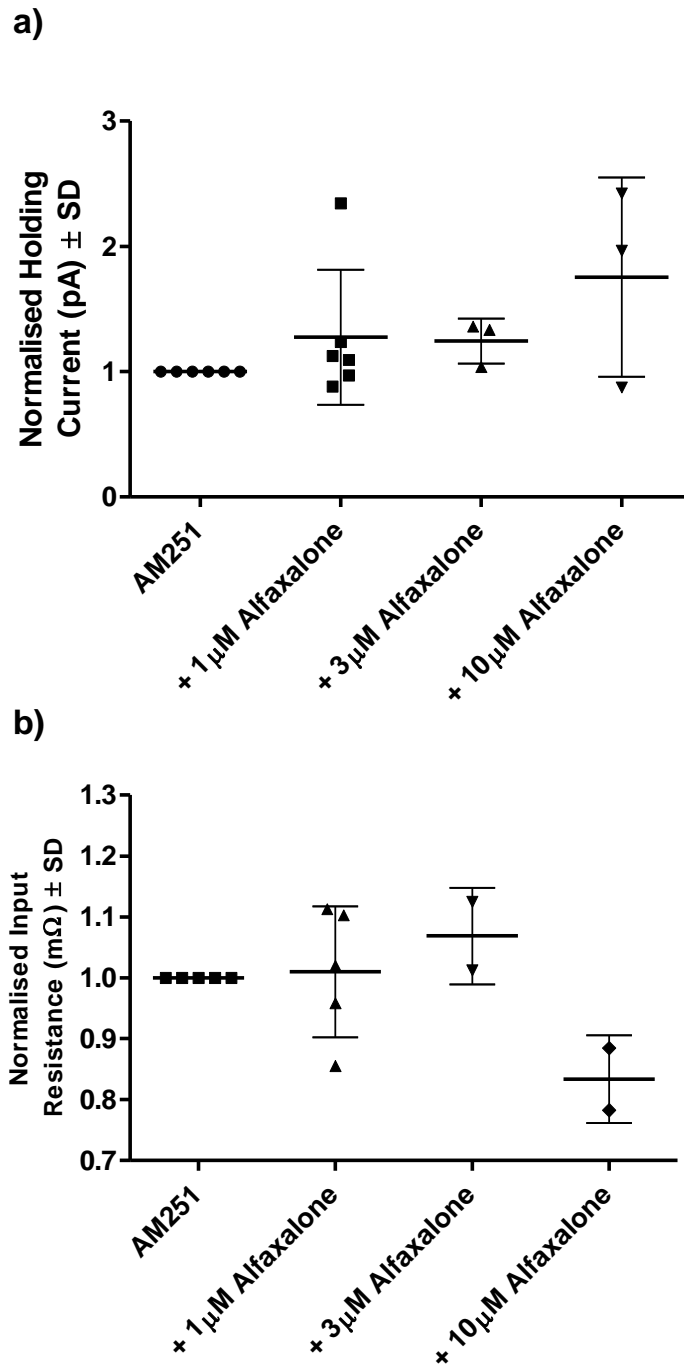 a)
Normalised Holding
Current (pA) ± SD
3
2
1
0
AM251
+ 1μM Alfaxalone
+ 3μM Alfaxalone
+ 10μM Alfaxalone
b)
Normalised Input
Resistance (mΩ) ± SD
1.3
1.2
1.1
1.0
0.9
0.8
0.7
AM251
+ 1μM Alfaxalone
+ 3μM Alfaxalone
+ 10μM Alfaxalone